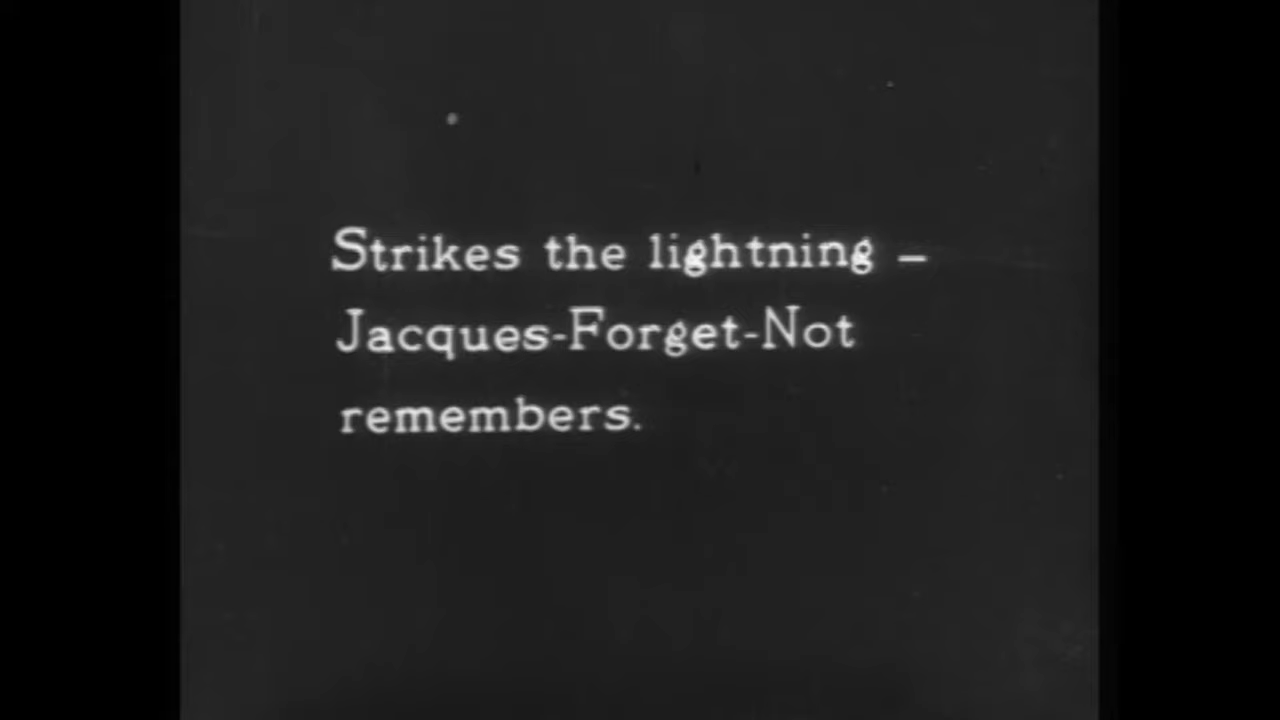 Strikes the lightning –
Jacques-Forget-Not
remembers.